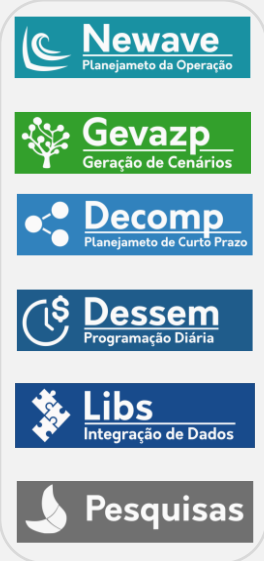 Newave
Planejameto da Operação
Gevazp
Geração de Cenários
Decomp
Planejameto de Curto Prazo
$
Dessem
Programação Diária
Libs
Integração de Dados
Pesquisas